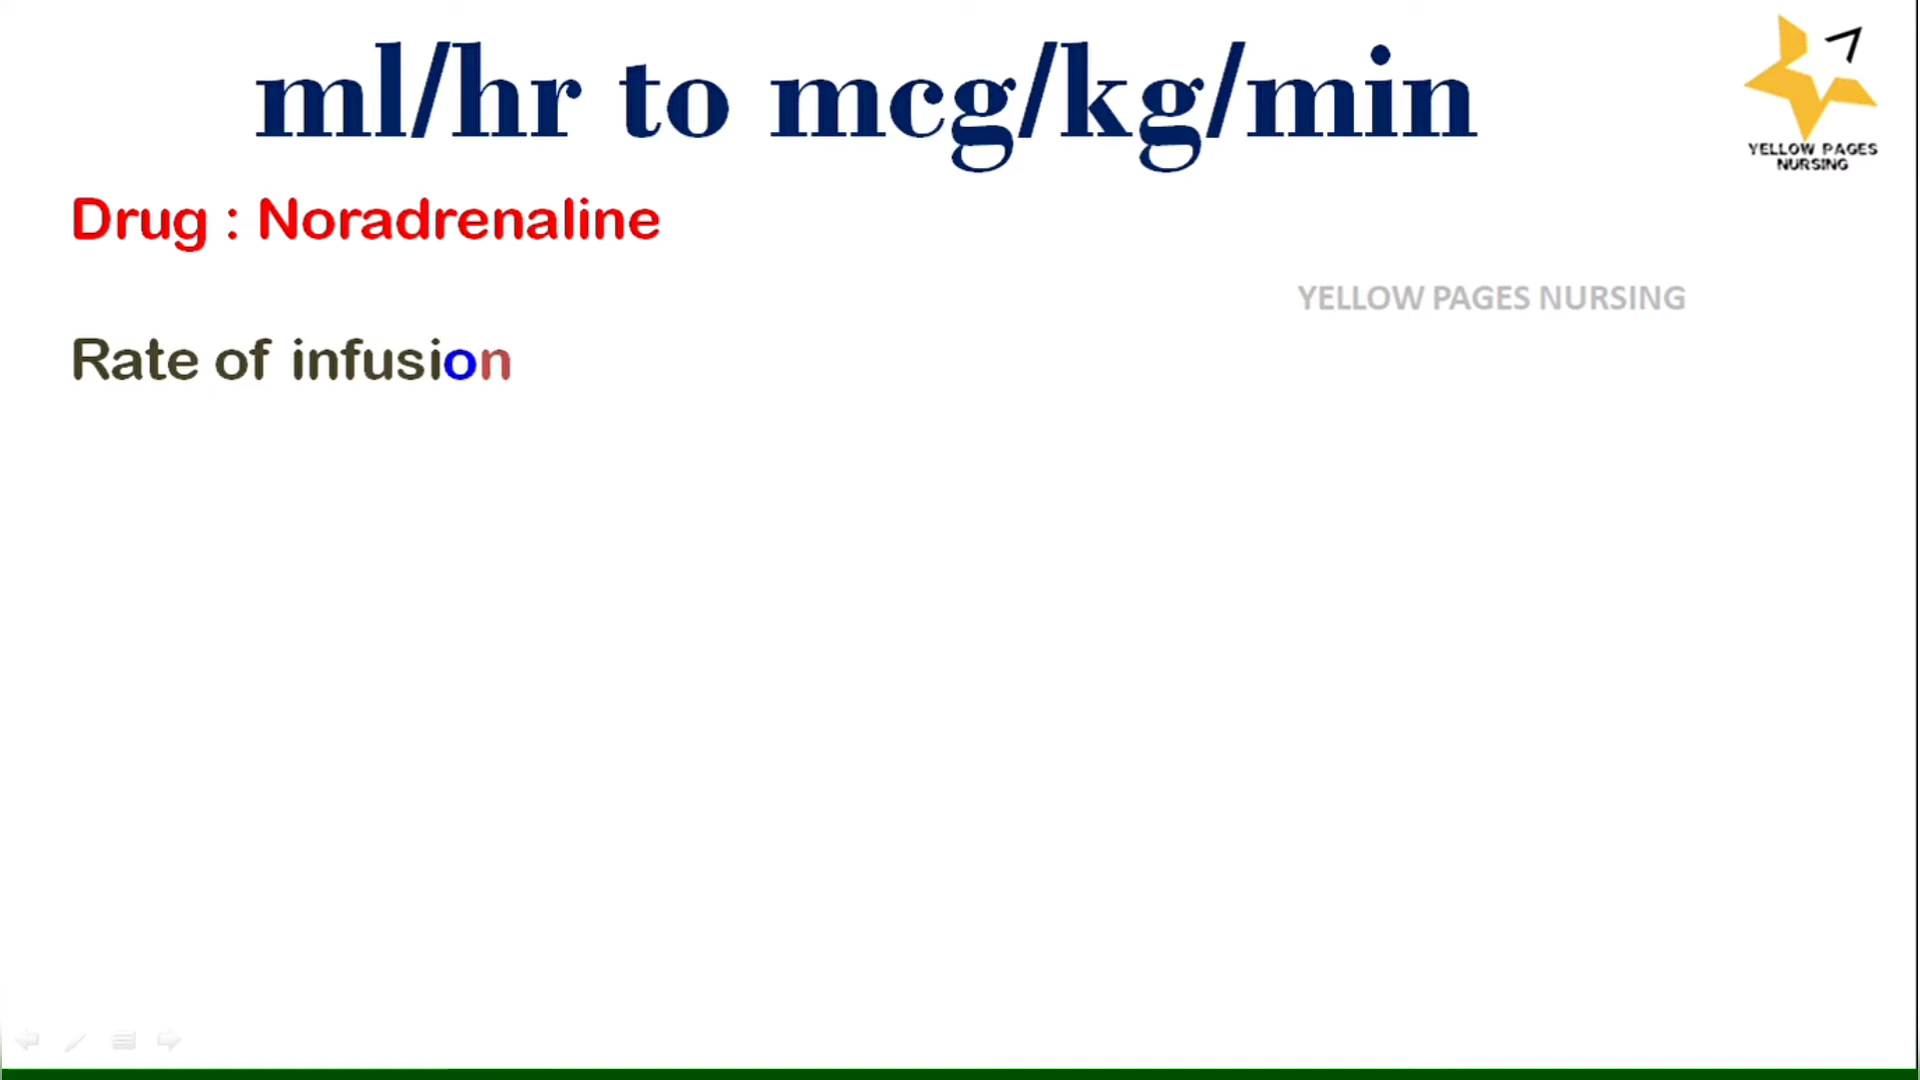 ml/hr to mcg/kg/min
YELLOW PAGES
NURSING
Drug : Noradrenaline
YELLOW PAGES NURSING
Rate of infusion